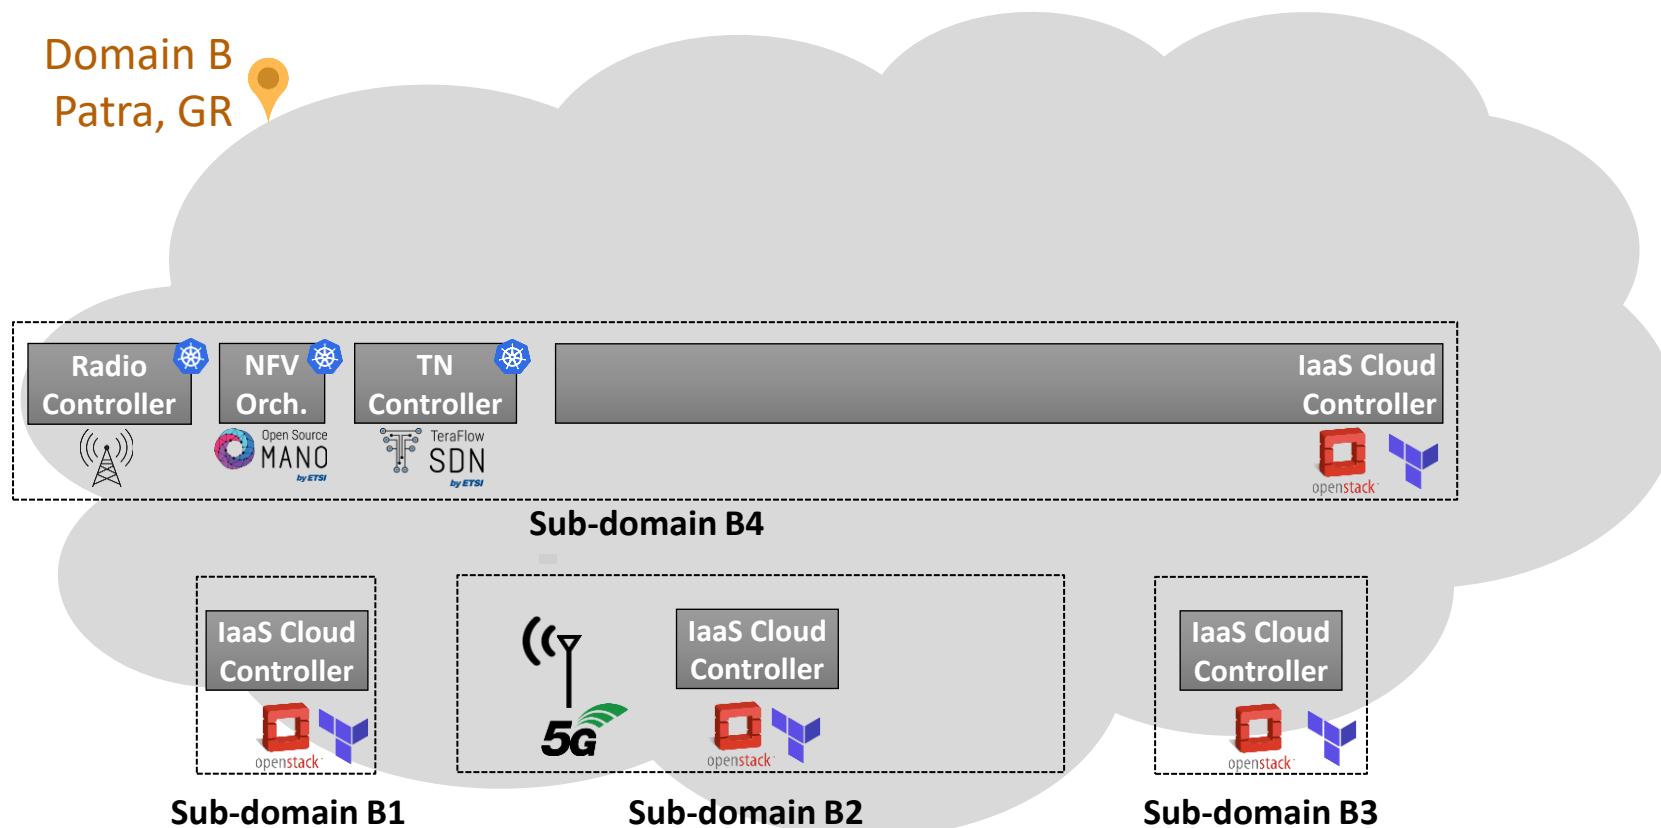 Domain B
Patra, GR
Radio
Controller
NFV
Orch.
Open Source
MANO
by ETSI
TN
Controller
TeraFlow
SDN
by ETSI
IaaS Cloud
Controller
openstack
Sub-domain B4
IaaS Cloud
Controller
openstack
Sub-domain B1
5G
IaaS Cloud
Controller
openstack
Sub-domain B2
IaaS Cloud
Controller
openstack
Sub-domain B3